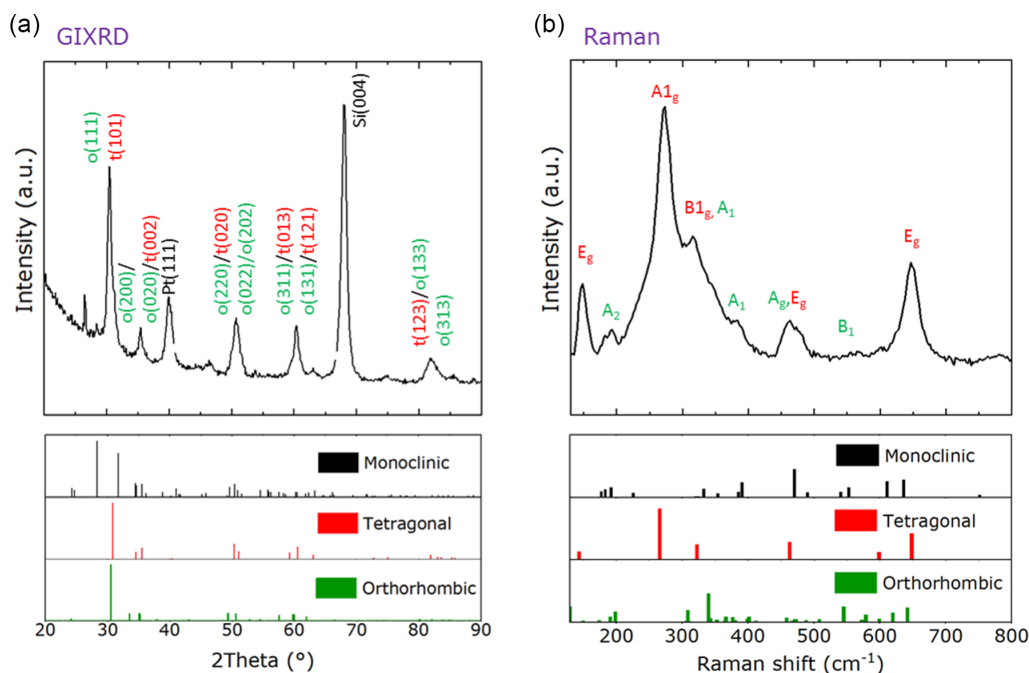 (a)
GIXRD
Intensity (a.u.)
o(111)
t(101)
o(200)/
o(020)/t(002)
Pt(111)
o(220)/t(020)
o(022)/o(202)
o(311)/t(013)
o(131)/t(121)
Si(004)
t(123)/o(133)
o(313)
Monoclinic
Tetragonal
Orthorhombic
20 30 40 50 60 70 80 90
2Theta (°)
(b)
Raman
Intensity (a.u.)
Eg
A2
A1g
B1g,A1
A1
Ag,Eg
B1
Eg
Monoclinic
Tetragonal
Orthorhombic
200 300 400 500 600 700 800
Raman shift (cm-1)